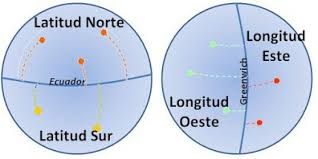 Latitud Norte
Ecuador
Latitud Sur
Longitud
Este
Greenwich
Longitud
Oeste